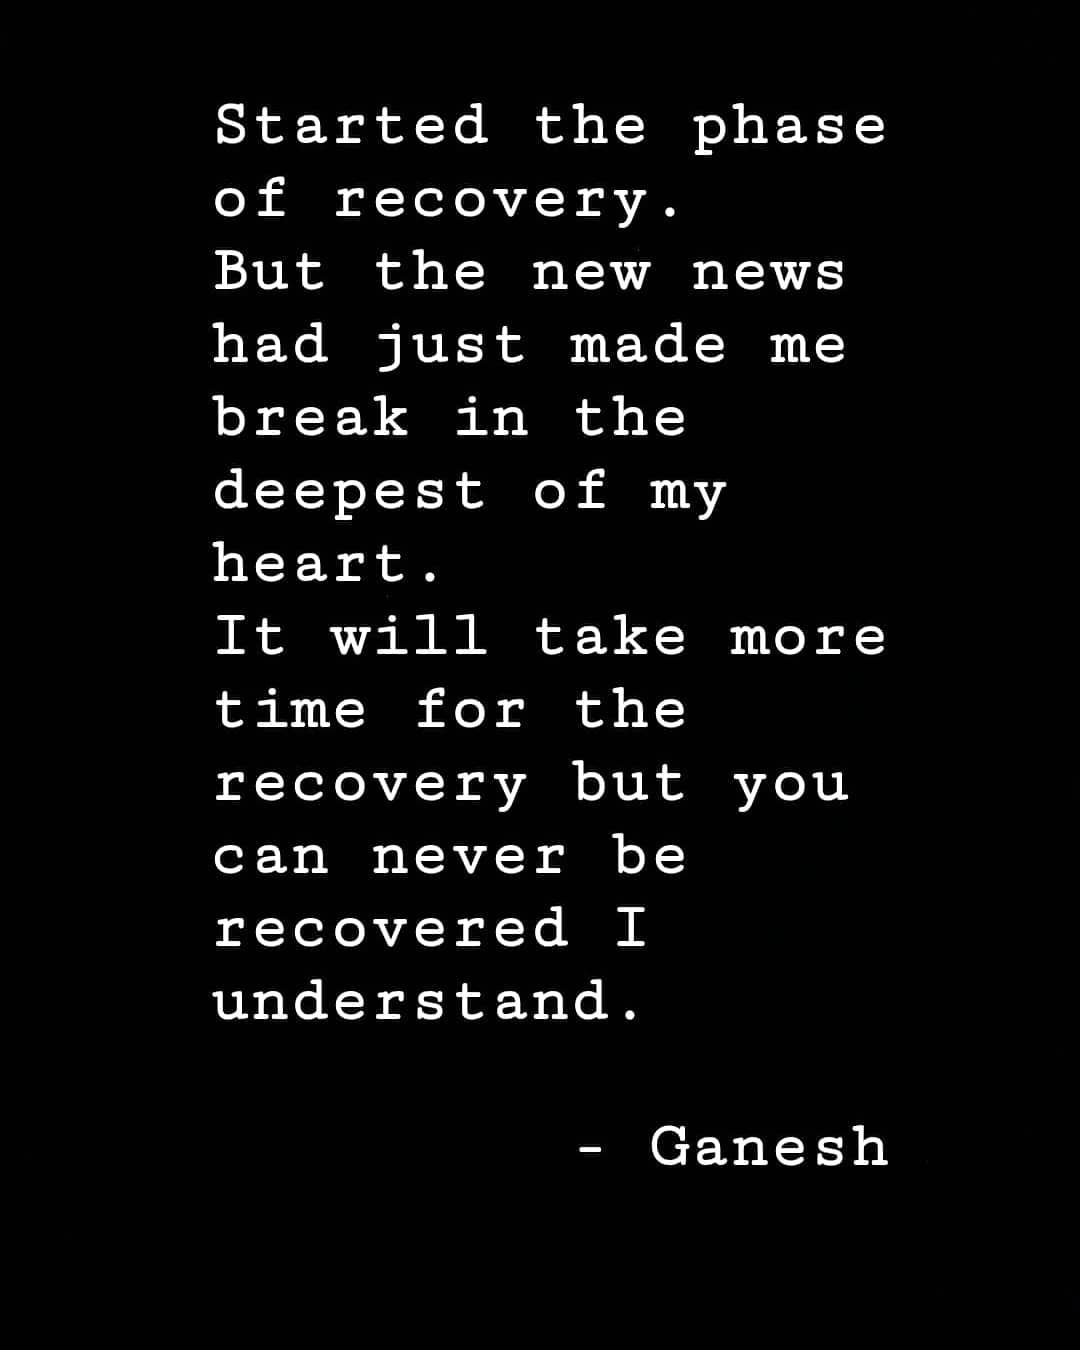 Started the phase
of recovery.
But the new news
had just made me
break in the
deepest of my
heart.
It will take more
time for the
recovery but you
can never be
recovered I
understand.
- Ganesh